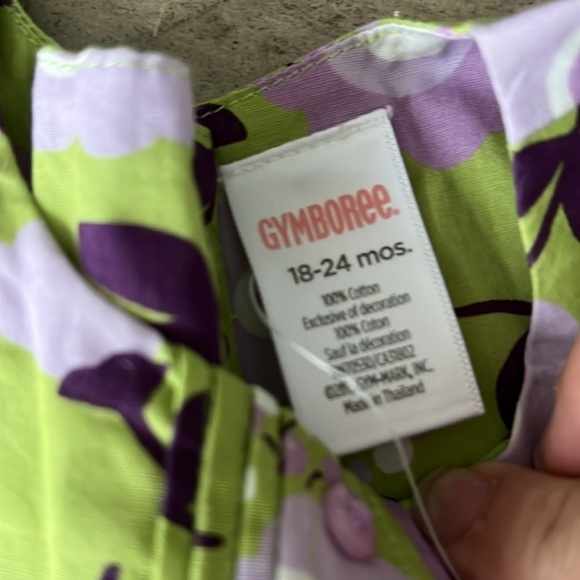 GYMBOREE.
18-24 mos.
100% Cotton
Exclusive of decoration
100% Coton
Sauf la décoration
GYM-MARK, INC.
Made in Thailand